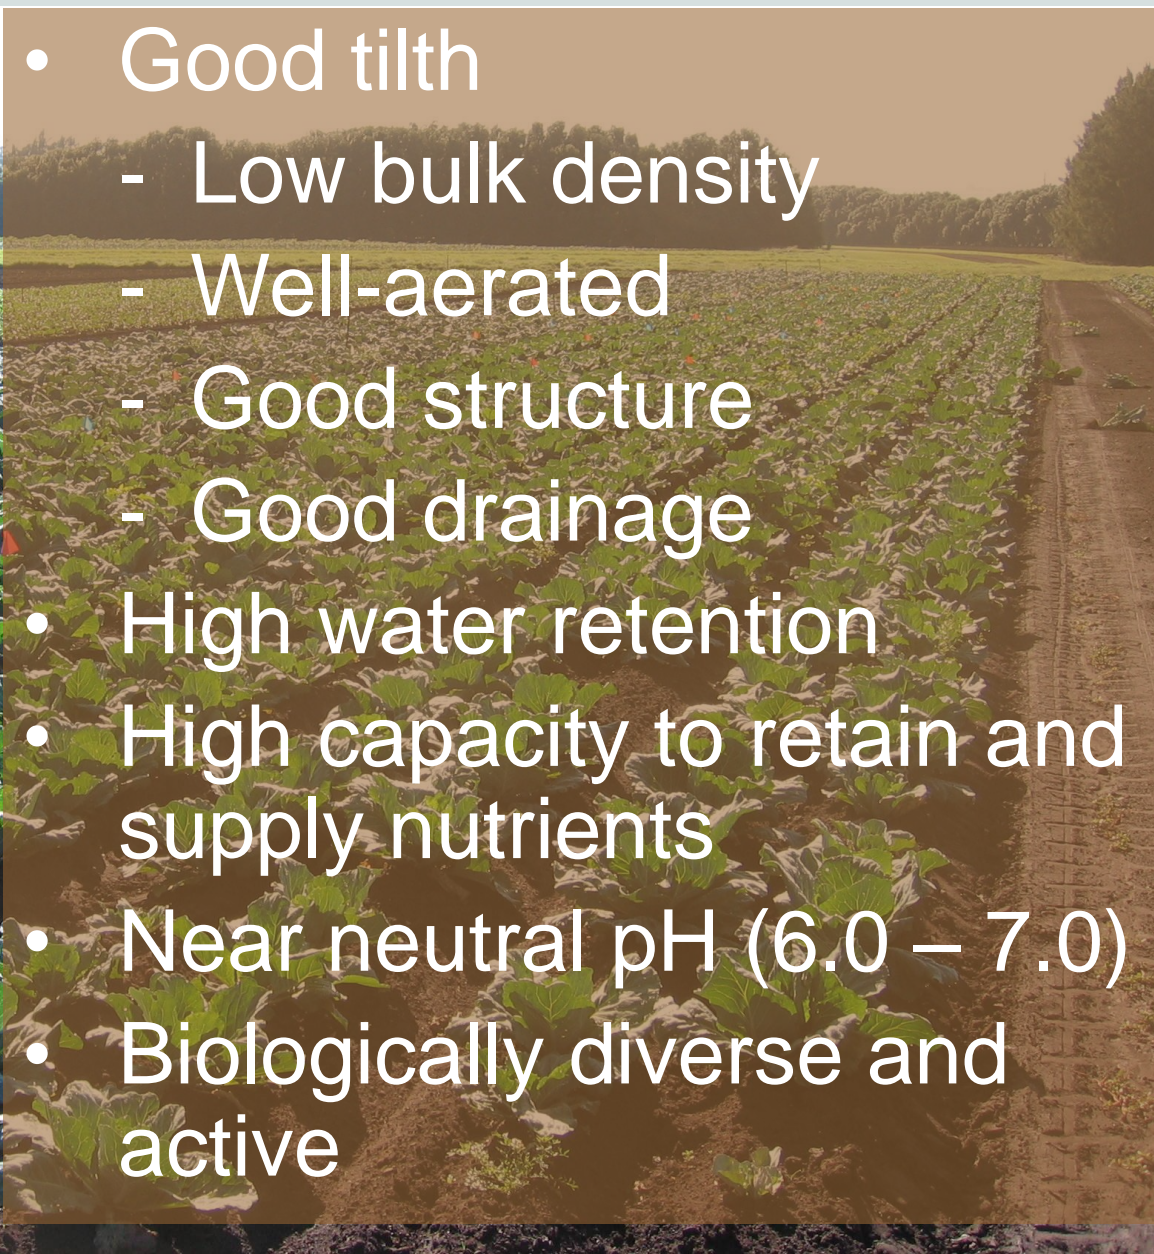 • Good tilth
- Low bulk density
- Well-aerated
- Good structure
- Good drainage
• High water retention
• High capacity to retain and
supply nutrients
• Near neutral pH (6.0 – 7.0)
• Biologically diverse and
active